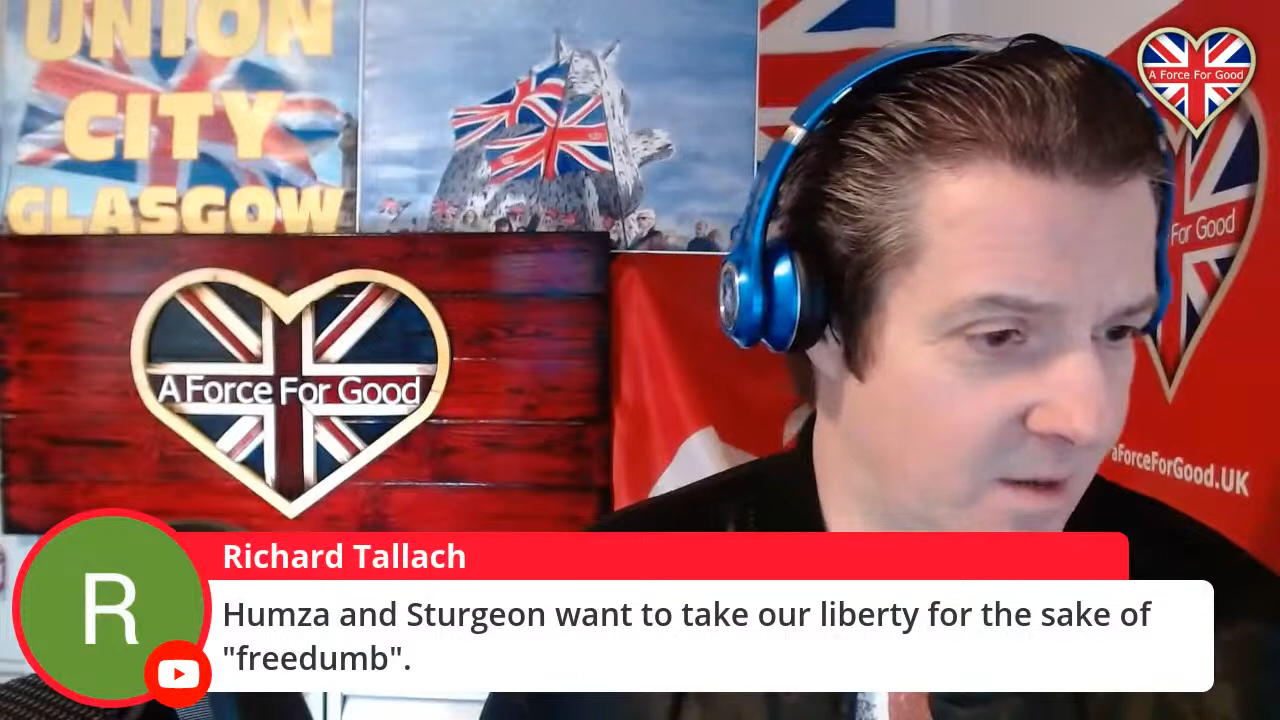 UNION
CITY
GLASGOW
A Force For Good
A Force For Good
For Good
aForceForGood.UK
R
Richard Tallach
Humza and Sturgeon want to take our liberty for the sake of
"freedumb".